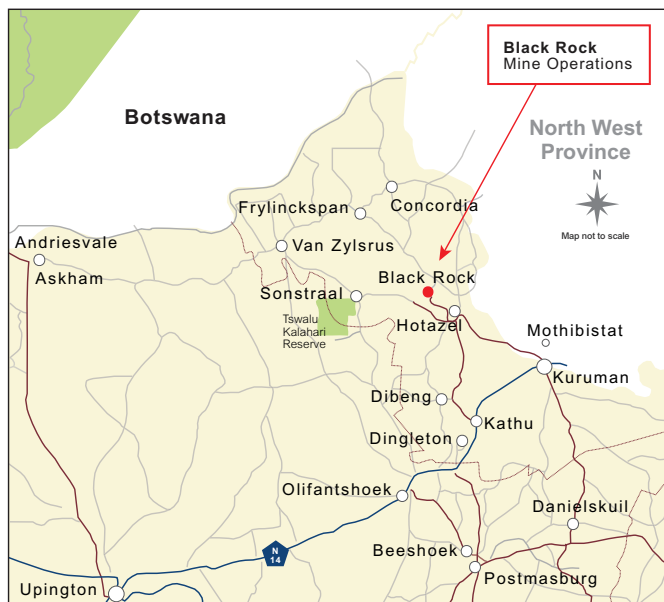 Black Rock
Mine Operations
Botswana
North West
Province
N
Map not to scale
Concordia
Frylinckspan
Van Zylsrus
Andriesvale
Askham
Black Rock
Sonstraal
Tswalu
Kalahari
Reserve
Hotazel
Mothibistat
Kuruman
Dibeng
Kathu
Dingleton
Olifantshoek
Danielskuil
N
14
Beeshoek
Postmasburg
Upington